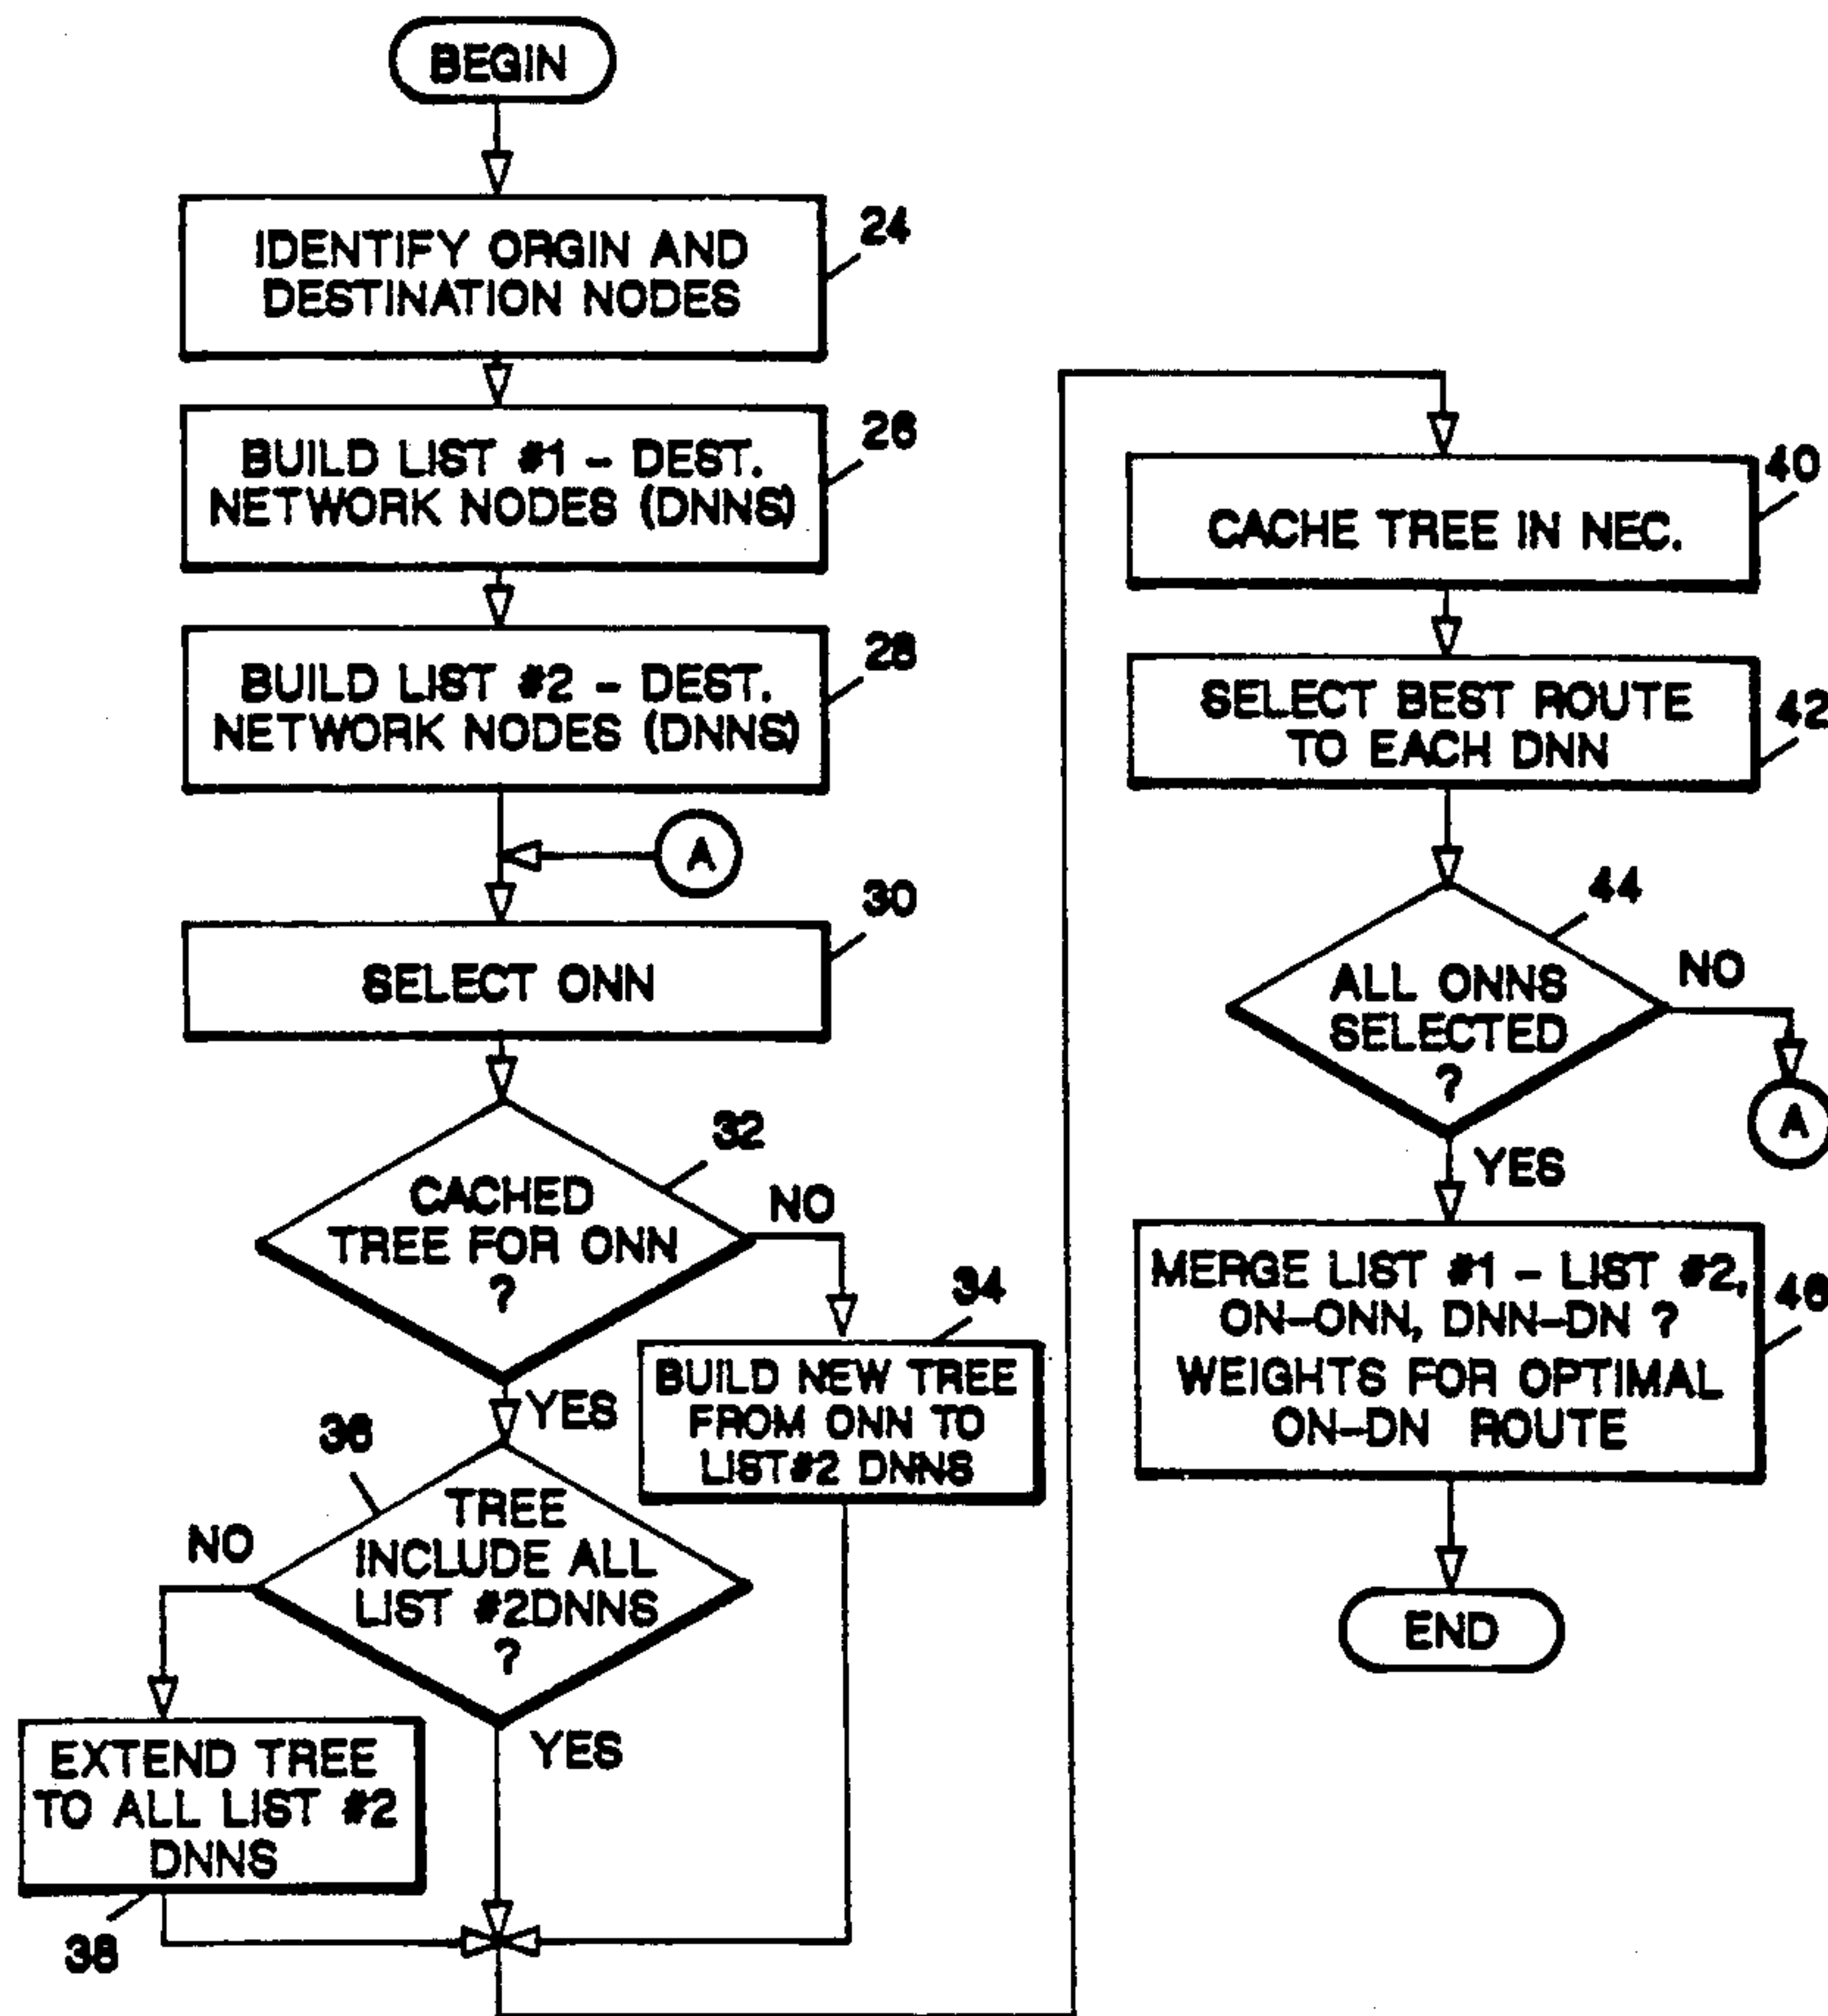 BEGIN
IDENTIFY ORGIN AND
DESTINATION NODES
24
BUILD LIST #1 - DEST.
NETWORK NODES (DNNS)
26
BUILD LIST #2 - DEST.
NETWORK NODES (DNNS)
28
A
SELECT ONN
30
CACHED
TREE FOR ONN
?
32
NO
YES
BUILD NEW TREE
FROM ONN TO
LIST#2 DNNS
34
TREE
INCLUDE ALL
LIST #2DNNS
?
36
NO
YES
EXTEND TREE
TO ALL LIST #2
DNNS
38
CACHE TREE IN NEC.
40
SELECT BEST ROUTE
TO EACH DNN
42
ALL ONNS
SELECTED
?
44
NO
A
YES
MERGE LIST #1 - LIST #2,
ON-ONN, DNN-DN ?
WEIGHTS FOR OPTIMAL
ON-DN ROUTE
46
END